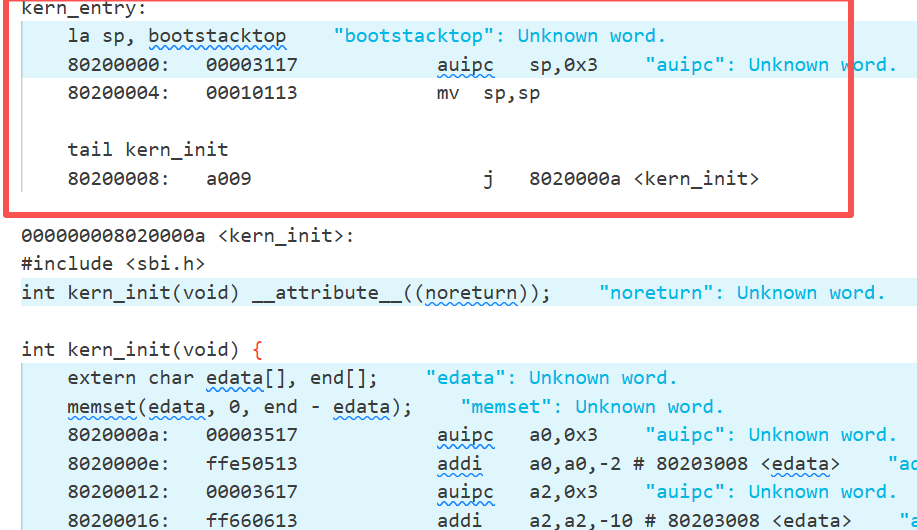 kern_entry:
la sp, bootstacktop "bootstacktop": Unknown word.
80200000: 00003117 auipc sp,0x3 "auipc": Unknown word.
80200004: 00010113 mv sp,sp
tail kern_init
80200008: a009 j 8020000a <kern_init>
000000008020000a <kern_init>:
#include <sbi.h>
int kern_init(void) __attribute__((noreturn)); "noreturn": Unknown word.
int kern_init(void) {
extern char edata[], end[]; "edata": Unknown word.
memset(edata, 0, end - edata); "memset": Unknown word.
8020000a: 00003517 auipc a0,0x3 "auipc": Unknown word.
8020000e: ffe50513 addi a0,a0,-2 # 80203008 <edata>
80200012: 00003617 auipc a2,0x3 "auipc": Unknown word.
80200016: ff660613 addi a2,a2,-10 # 80203008 <edata>